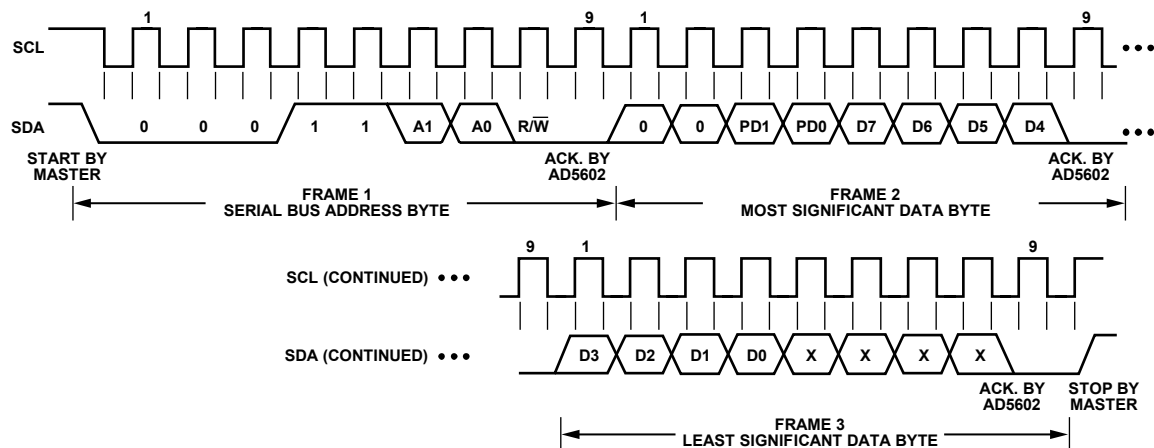 1 9 1 9
SCL
SDA 0 0 0 1 1 A1 A0 R/W̅ 0 0 PD1 PD0 D7 D6 D5 D4
START BY
MASTER
ACK. BY
AD5602
ACK. BY
AD5602
FRAME 1
SERIAL BUS ADDRESS BYTE
FRAME 2
MOST SIGNIFICANT DATA BYTE
9 1 9
SCL (CONTINUED)
SDA (CONTINUED) D3 D2 D1 D0 X X X X
ACK. BY
AD5602
STOP BY
MASTER
FRAME 3
LEAST SIGNIFICANT DATA BYTE